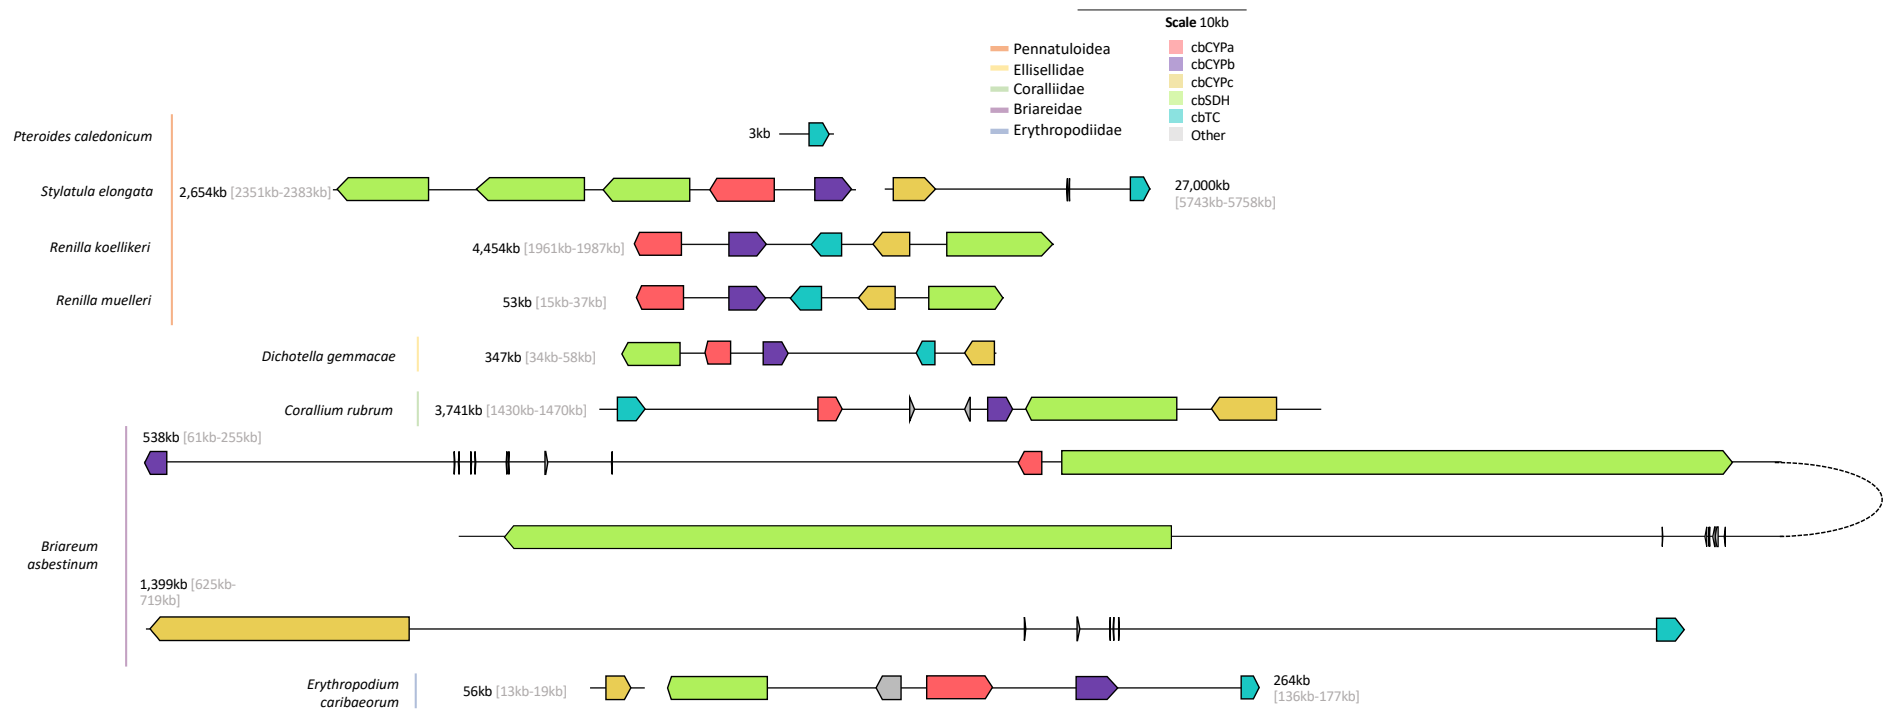 Scale 10kb
Pennatuloidea
Ellisellidae
Coralliidae
Briareidae
Erythropodiidae
cbCYPa
cbCYPb
cbCYPc
cbSDH
cbTC
Other
Pteroides caledonicum
3kb
Stylatula elongata
2,654kb [2351kb-2383kb]
27,000kb
[5743kb-5758kb]
Renilla koellikeri
4,454kb [1961kb-1987kb]
Renilla muelleri
53kb [15kb-37kb]
Dichotella gemmacae
347kb [34kb-58kb]
Corallium rubrum
3,741kb [1430kb-1470kb]
538kb [61kb-255kb]
Briareum
asbestinum
1,399kb [625kb-
719kb]
Erythropodium
caribaeorum
56kb [13kb-19kb]
264kb
[136kb-177kb]